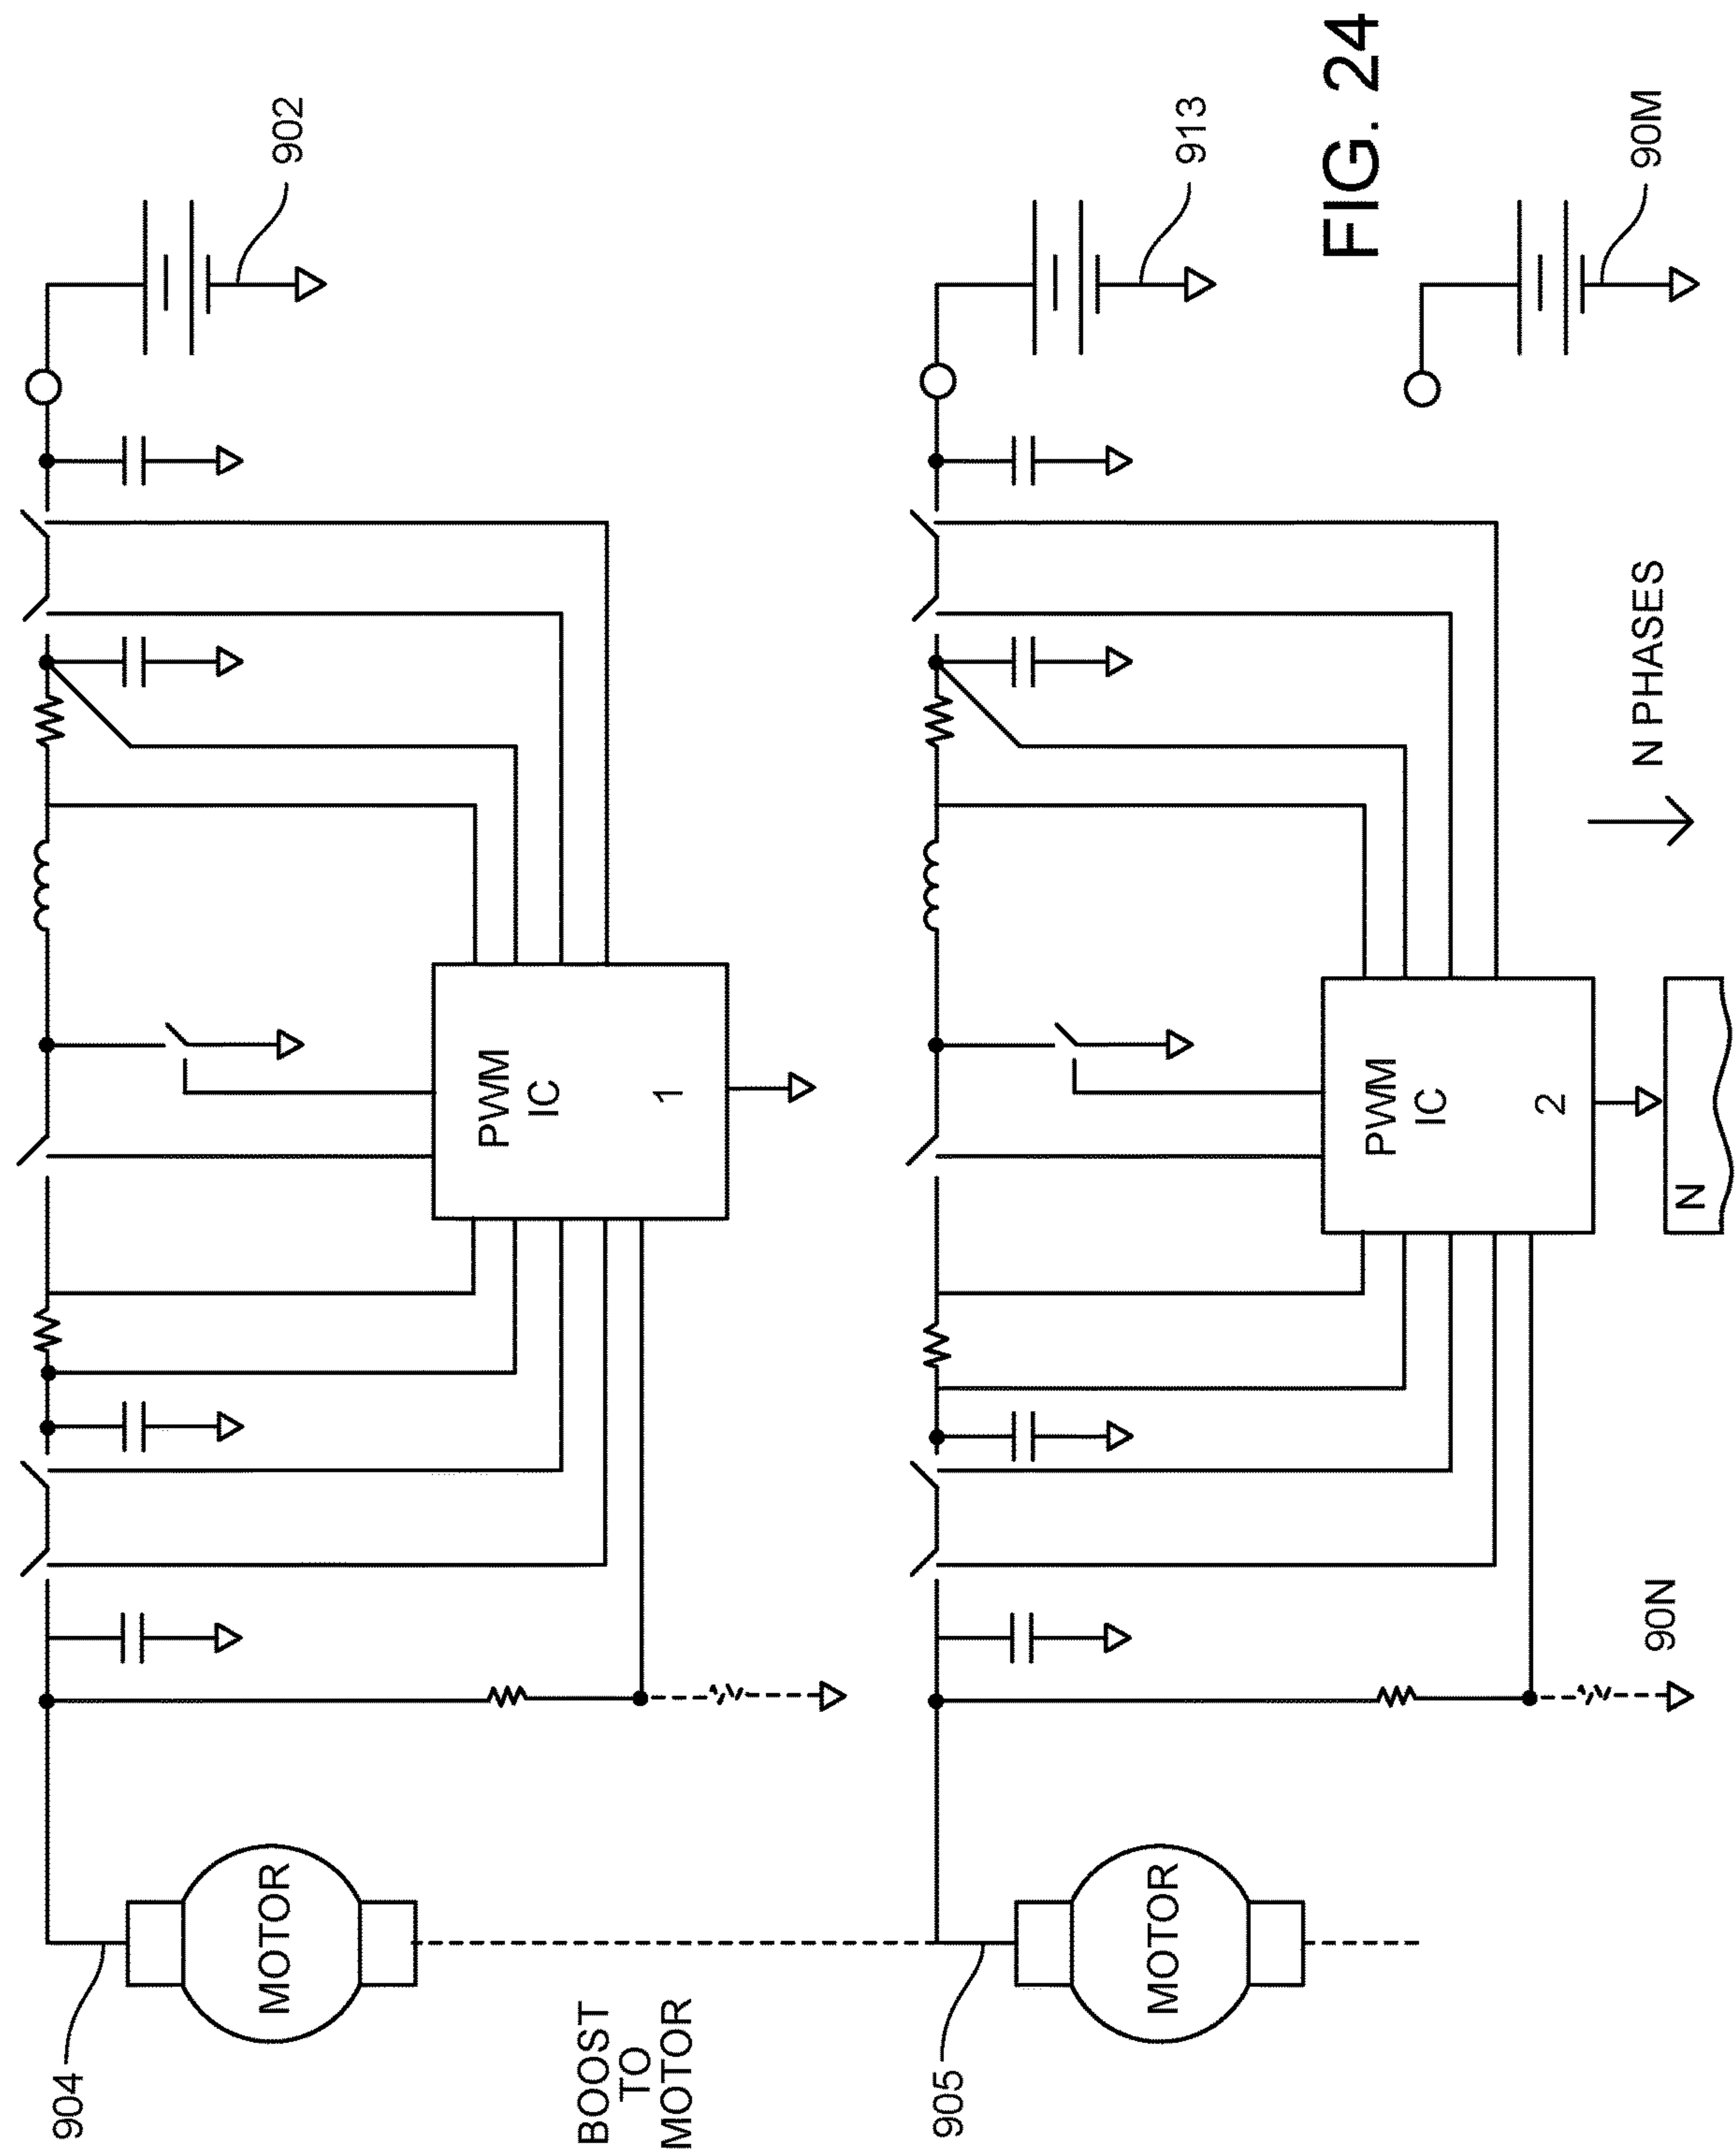 904
MOTOR
BOOST
TO
MOTOR
PWM
IC
1
902
905
MOTOR
PWM
IC
2
913
FIG. 24
90N
N
N PHASES
90M